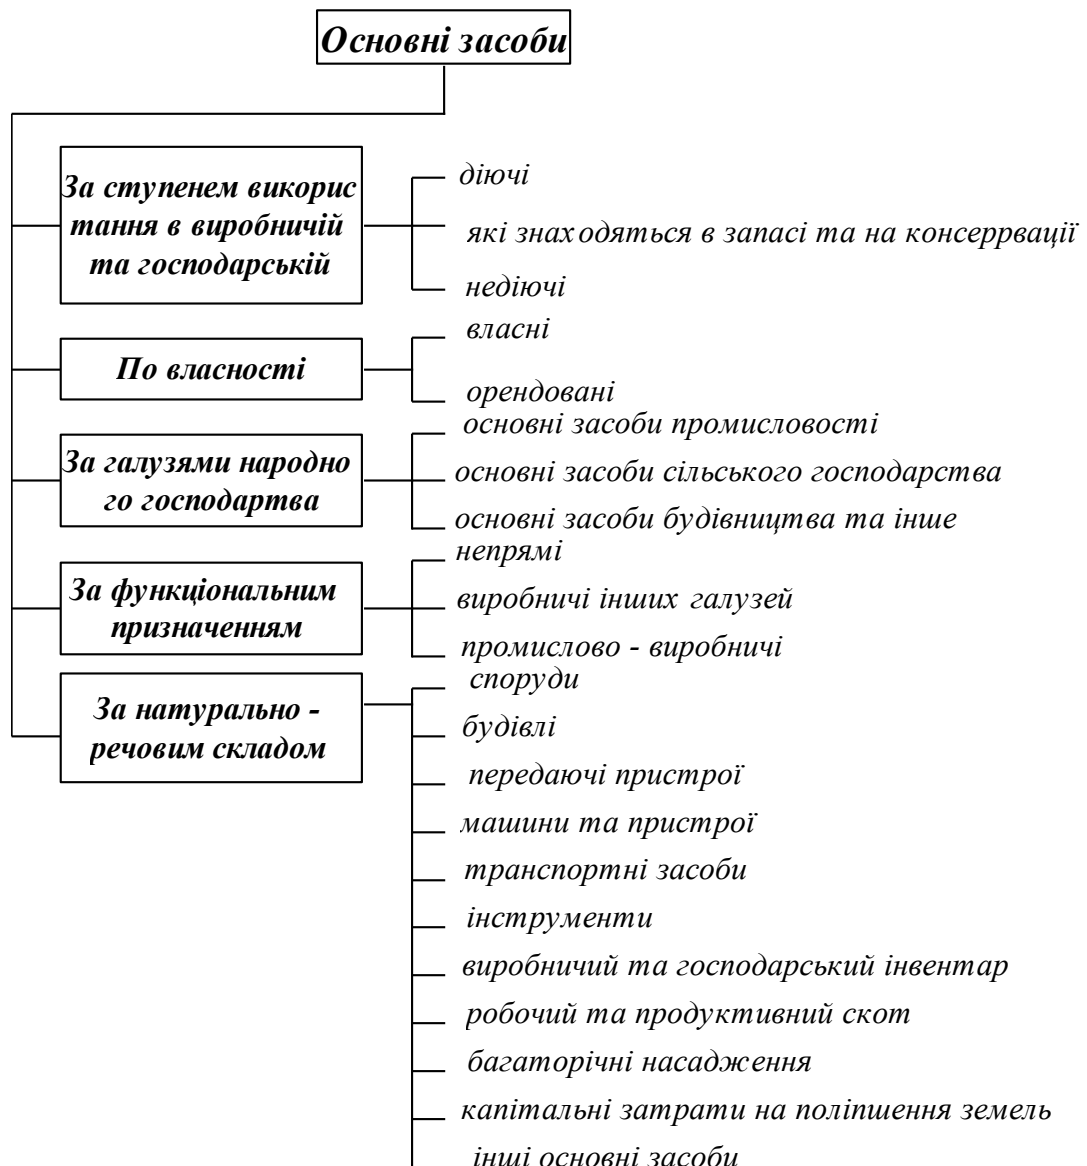 Основні засоби
За ступенем викорис
тання в виробничій
та господарській
діючі
які знаходяться в запасі та на консеррвації
недіючі
По власності
власні
орендовані
За галузями народно
го господартва
основні засоби промисловості
основні засоби сільського господарства
основні засоби будівництва та інше
За функціональним
призначенням
непрямі
виробничі інших галузей
промислово - виробничі
За натурально -
речовим складом
споруди
будівлі
передаючі пристрої
машини та пристрої
транспортні засоби
інструменти
виробничий та господарський інвентар
робочий та продуктивний скот
багаторічні насадження
капітальні затрати на поліпшення земель
інші основні засоби